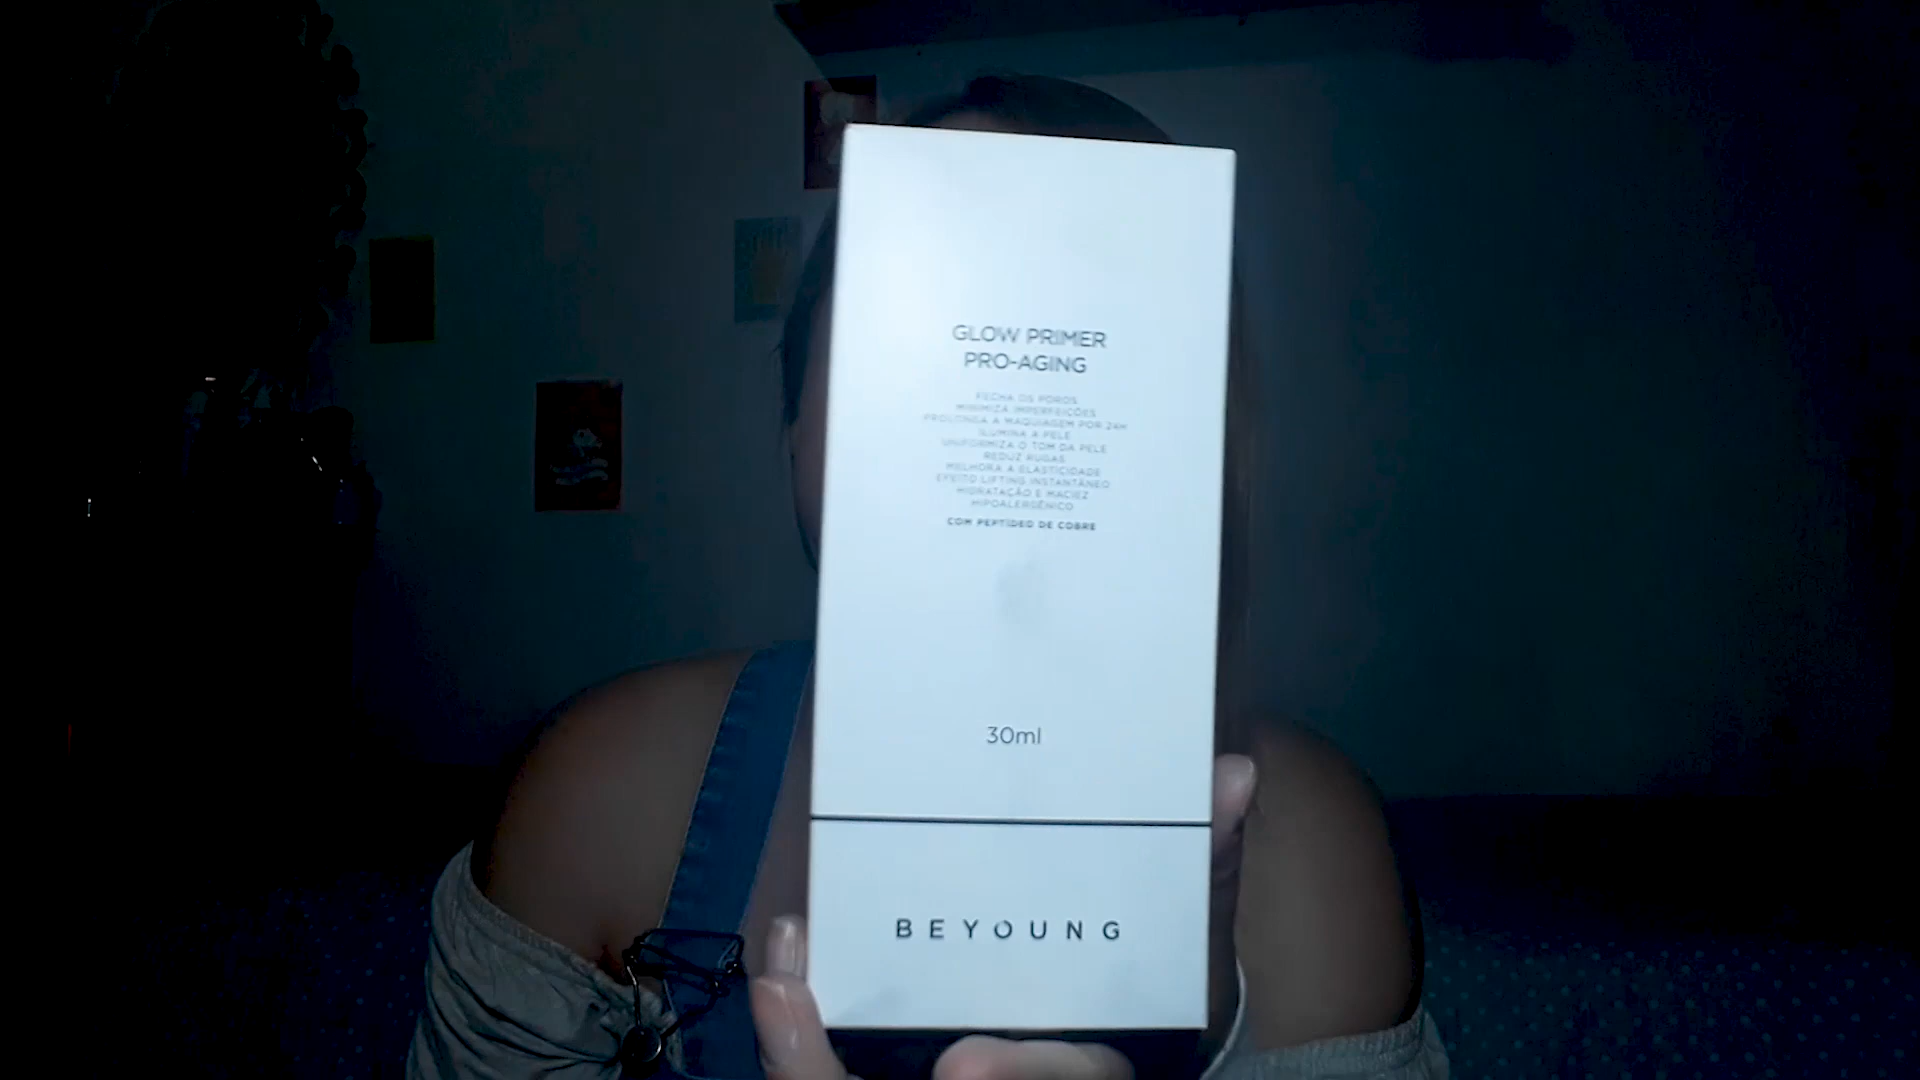 GLOW PRIMER
PRO-AGING
FECHA OS POROS
MINIMIZA IMPERFEIÇÕES
PROLONGA A MAQUIAGEM POR 24H
ILUMINA A PELE
UNIFORMIZA O TOM DA PELE
REDUZ RUGAS
MELHORA A ELASTICIDADE
EFEITO LIFTING INSTANTÂNEO
HIDRATAÇÃO E MACIEZ
HIPOALERGÊNICO
COM PEPTÍDEO DE COBRE
30ml
BEYOUNG